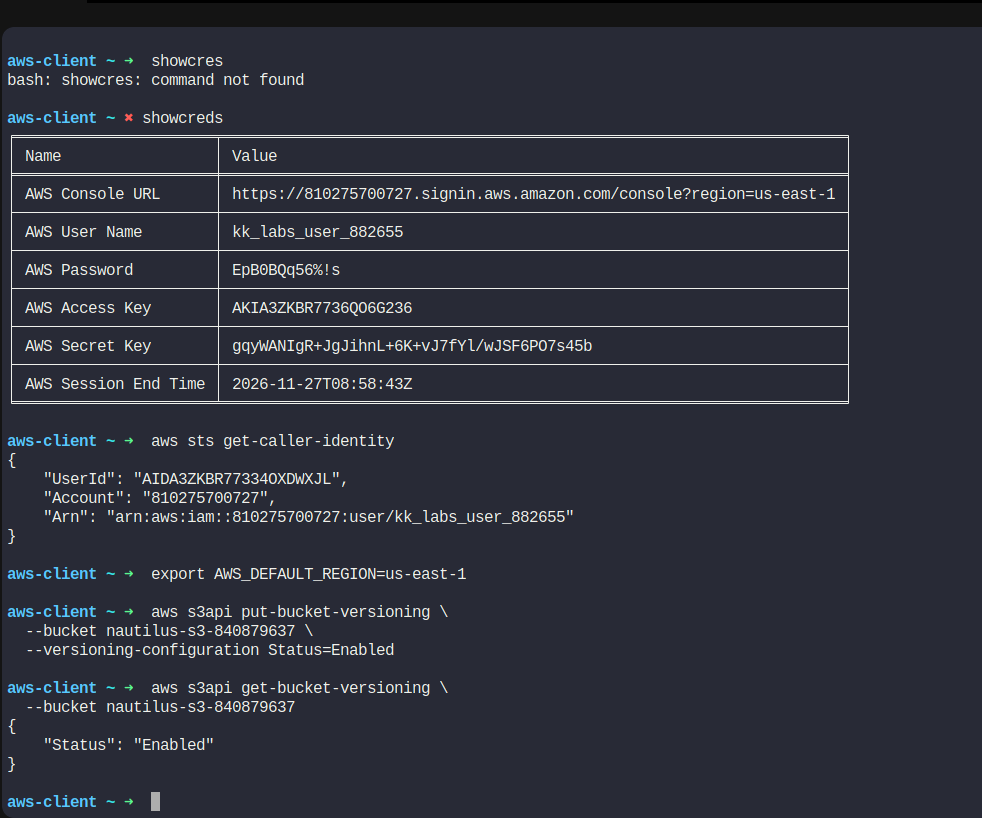 aws-client ~ ➜  showcres
bash: showcres: command not found
aws-client ~ ✖ showcreds
Name Value
AWS Console URL https://810275700727.signin.aws.amazon.com/console?region=us-east-1
AWS User Name kk_labs_user_882655
AWS Password EpB0BQq56%!s
AWS Access Key AKIA3ZKBR7736QO6G236
AWS Secret Key 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
AWS Session End Time 2026-11-27T08:58:43Z
aws-client ~ ➜  aws sts get-caller-identity
{
    "UserId": "AIDA3ZKBR77334OXDWXJL",
    "Account": "810275700727",
    "Arn": "arn:aws:iam::810275700727:user/kk_labs_user_882655"
}
aws-client ~ ➜  export AWS_DEFAULT_REGION=us-east-1
aws-client ~ ➜  aws s3api put-bucket-versioning \
  --bucket nautilus-s3-840879637 \
  --versioning-configuration Status=Enabled
aws-client ~ ➜  aws s3api get-bucket-versioning \
  --bucket nautilus-s3-840879637
{
    "Status": "Enabled"
}
aws-client ~ ➜